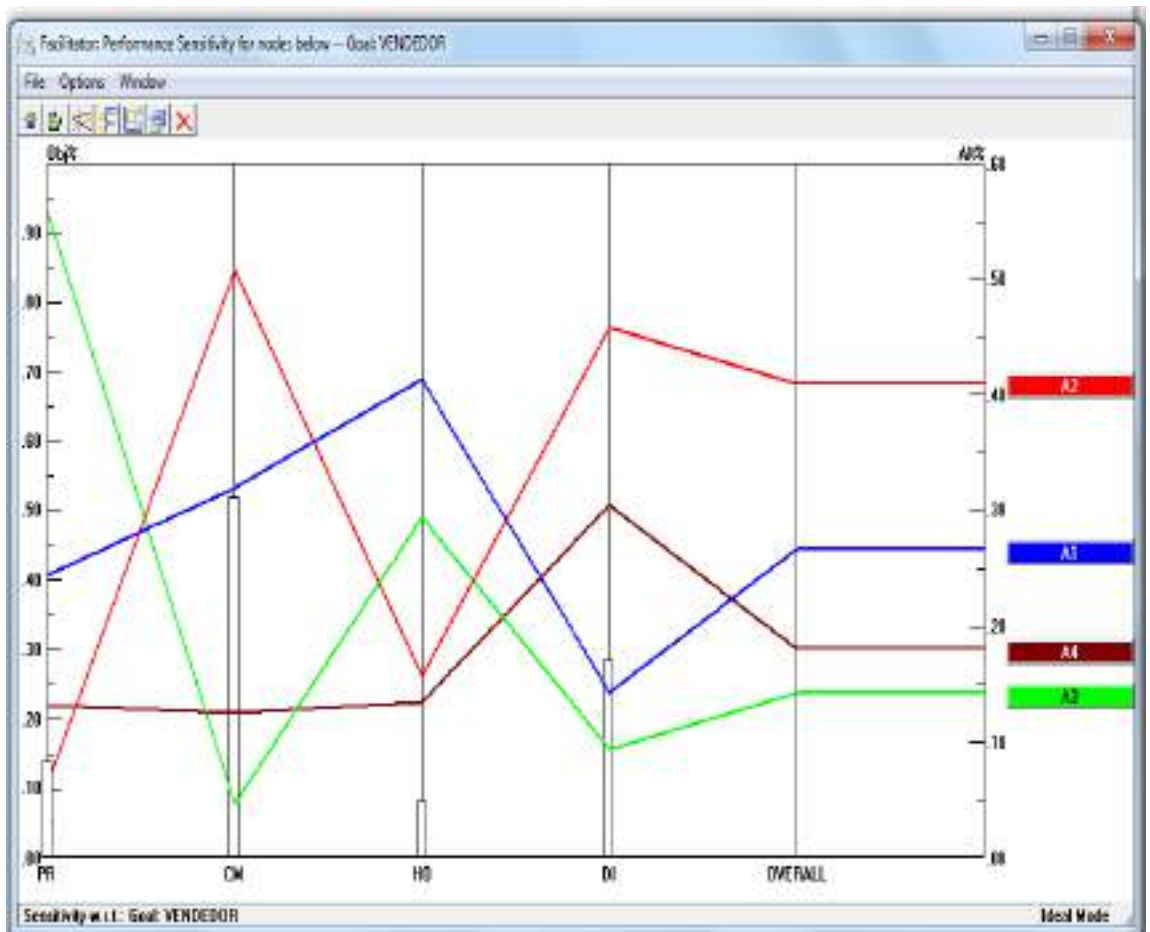 Facilitator: Performance Sensitivity for nodes below -- Goal: VENDEDOR
File Options Window
Obj%
Alt%
.90
.80
.70
.60
.50
.40
.30
.20
.10
.00
.60
.50
.40
.30
.20
.10
.00
A2
A1
A4
A3
PR
CM
HO
DI
OVERALL
Sensitivity w.r.t.: Goal: VENDEDOR
Ideal Mode